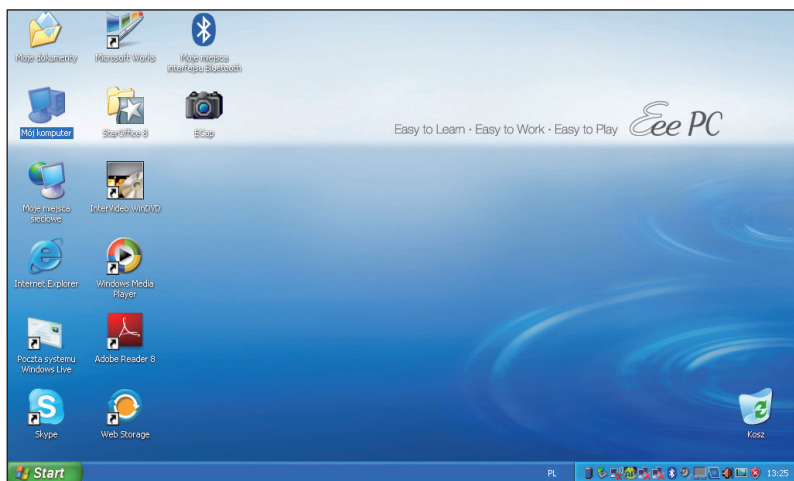 Moje dokumenty
Microsoft Works
Moje miejsca
interfejsu Bluetooth
Mój komputer
StarOffice 8
ECap
Easy to Learn · Easy to Work · Easy to Play
Eee PC
Moje miejsca
sieciowe
InterVideo WinDVD
Internet Explorer
Windows Media
Player
Poczta systemu
Windows Live
Adobe Reader 8
Skype
Web Storage
Kosz
Start
PL
13:25